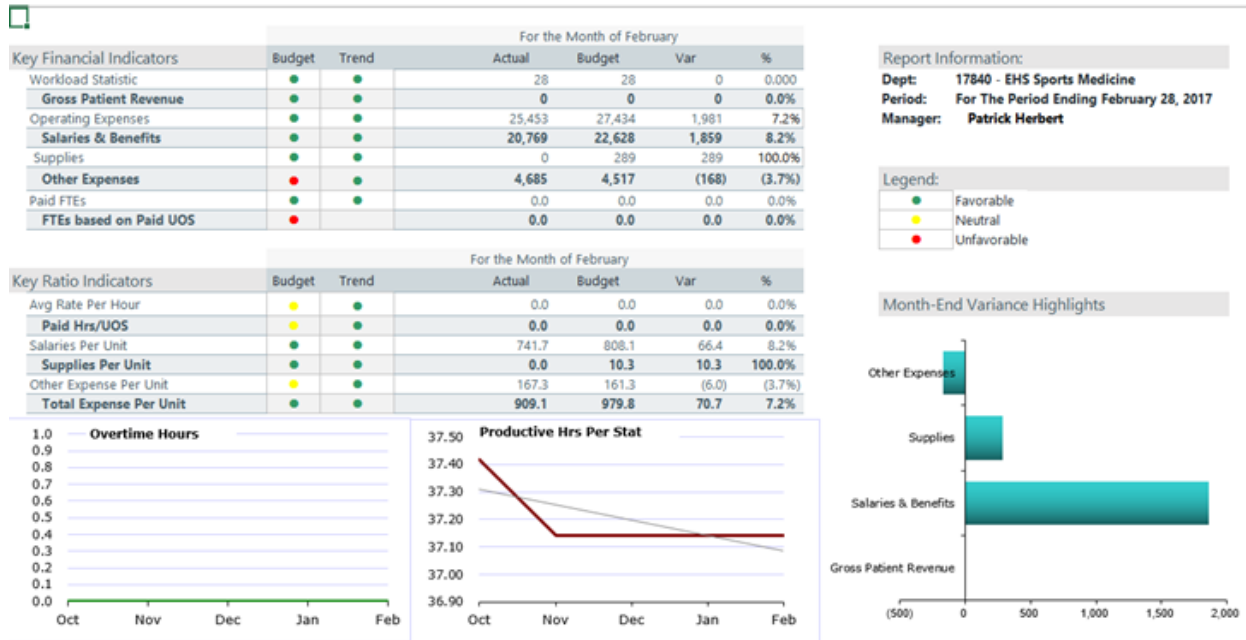 For the Month of February
Key Financial Indicators Budget Trend Actual Budget Var %
Workload Statistic 28 28 0 0.000
Gross Patient Revenue 0 0 0 0.0%
Operating Expenses 25,453 27,434 1,981 7.2%
Salaries & Benefits 20,769 22,628 1,859 8.2%
Supplies 0 289 289 100.0%
Other Expenses 4,685 4,517 (168) (3.7%)
Paid FTEs 0.0 0.0 0.0 0.0%
FTEs based on Paid UOS 0.0 0.0 0.0 0.0%
Report Information:
Dept: 17840 - EHS Sports Medicine
Period: For The Period Ending February 28, 2017
Manager: Patrick Herbert
Legend:
Favorable
Neutral
Unfavorable
For the Month of February
Key Ratio Indicators Budget Trend Actual Budget Var %
Avg Rate Per Hour 0.0 0.0 0.0 0.0%
Paid Hrs/UOS 0.0 0.0 0.0 0.0%
Salaries Per Unit 741.7 808.1 66.4 8.2%
Supplies Per Unit 0.0 10.3 10.3 100.0%
Other Expense Per Unit 167.3 161.3 (6.0) (3.7%)
Total Expense Per Unit 909.1 979.8 70.7 7.2%
Overtime Hours
1.0
0.9
0.8
0.7
0.6
0.5
0.4
0.3
0.2
0.1
0.0
Oct Nov Dec Jan Feb
Productive Hrs Per Stat
37.50
37.40
37.30
37.20
37.10
37.00
36.90
Oct Nov Dec Jan Feb
Month-End Variance Highlights
Other Expenses
Supplies
Salaries & Benefits
Gross Patient Revenue
(500) 0 500 1,000 1,500 2,000